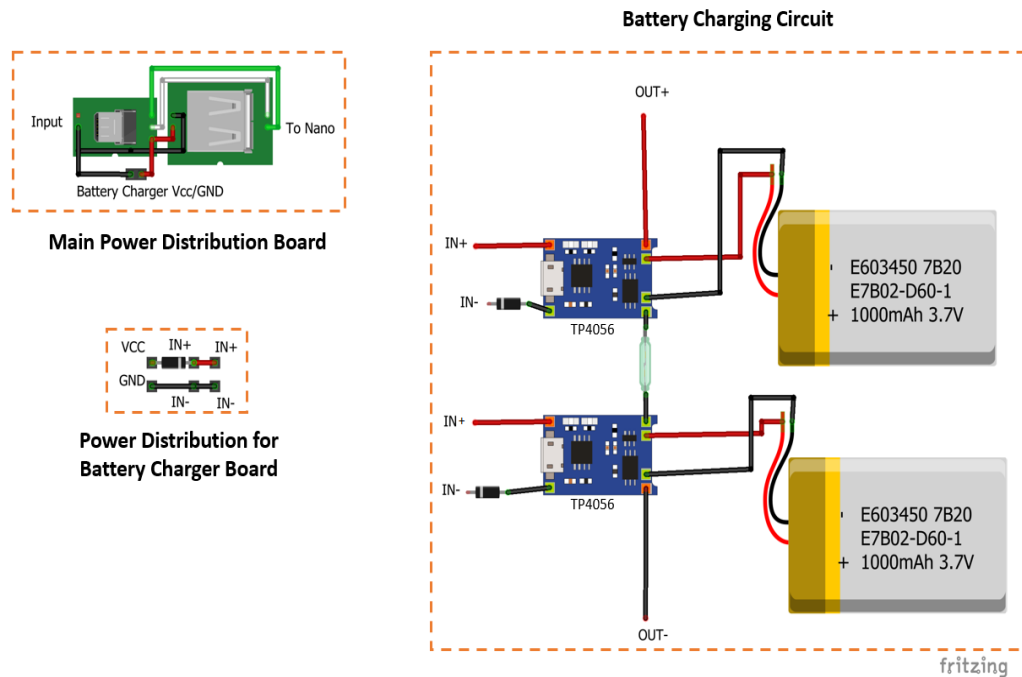 Battery Charging Circuit
Input
To Nano
Battery Charger Vcc/GND
Main Power Distribution Board
VCC
IN+
IN+
GND
IN-
IN-
Power Distribution for
Battery Charger Board
OUT+
IN+
IN-
TP4056
- E603450 7B20
E7B02-D60-1
+ 1000mAh 3.7V
IN+
IN-
TP4056
- E603450 7B20
E7B02-D60-1
+ 1000mAh 3.7V
OUT-
fritzing